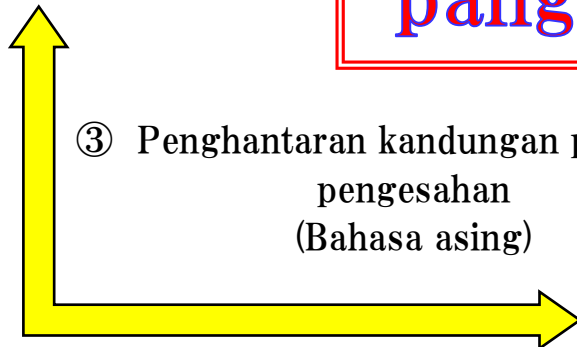 pang
③ Penghantaran kandungan
pengesahan
(Bahasa asing)